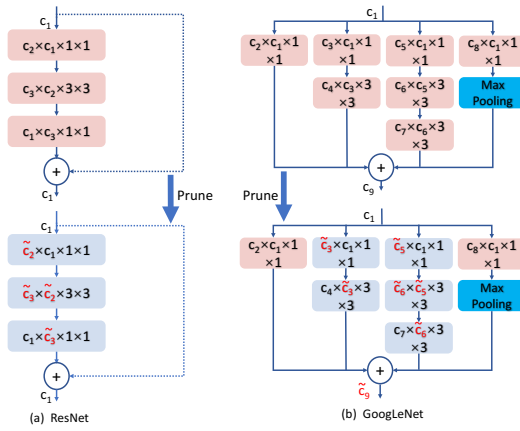 c₁
c₂×c₁×1×1
c₃×c₂×3×3
c₁×c₃×1×1
+
c₁
Prune
c₁
c̃₂×c₁×1×1
c̃₃×c̃₂×3×3
c₁×c̃₃×1×1
+
c₁
(a) ResNet
c₁
c₂×c₁×1
×1
c₃×c₁×1
×1
c₅×c₁×1
×1
c₈×c₁×1
×1
c₄×c₃×3
×3
c₆×c₅×3
×3
Max
Pooling
c₇×c₆×3
×3
+
c₉
Prune
c₁
c₂×c₁×1
×1
c̃₃×c₁×1
×1
c̃₅×c₁×1
×1
c₈×c₁×1
×1
c₄×c̃₃×3
×3
c̃₆×c̃₅×3
×3
Max
Pooling
c₇×c̃₆×3
×3
+
c̃₉
(b) GoogLeNet